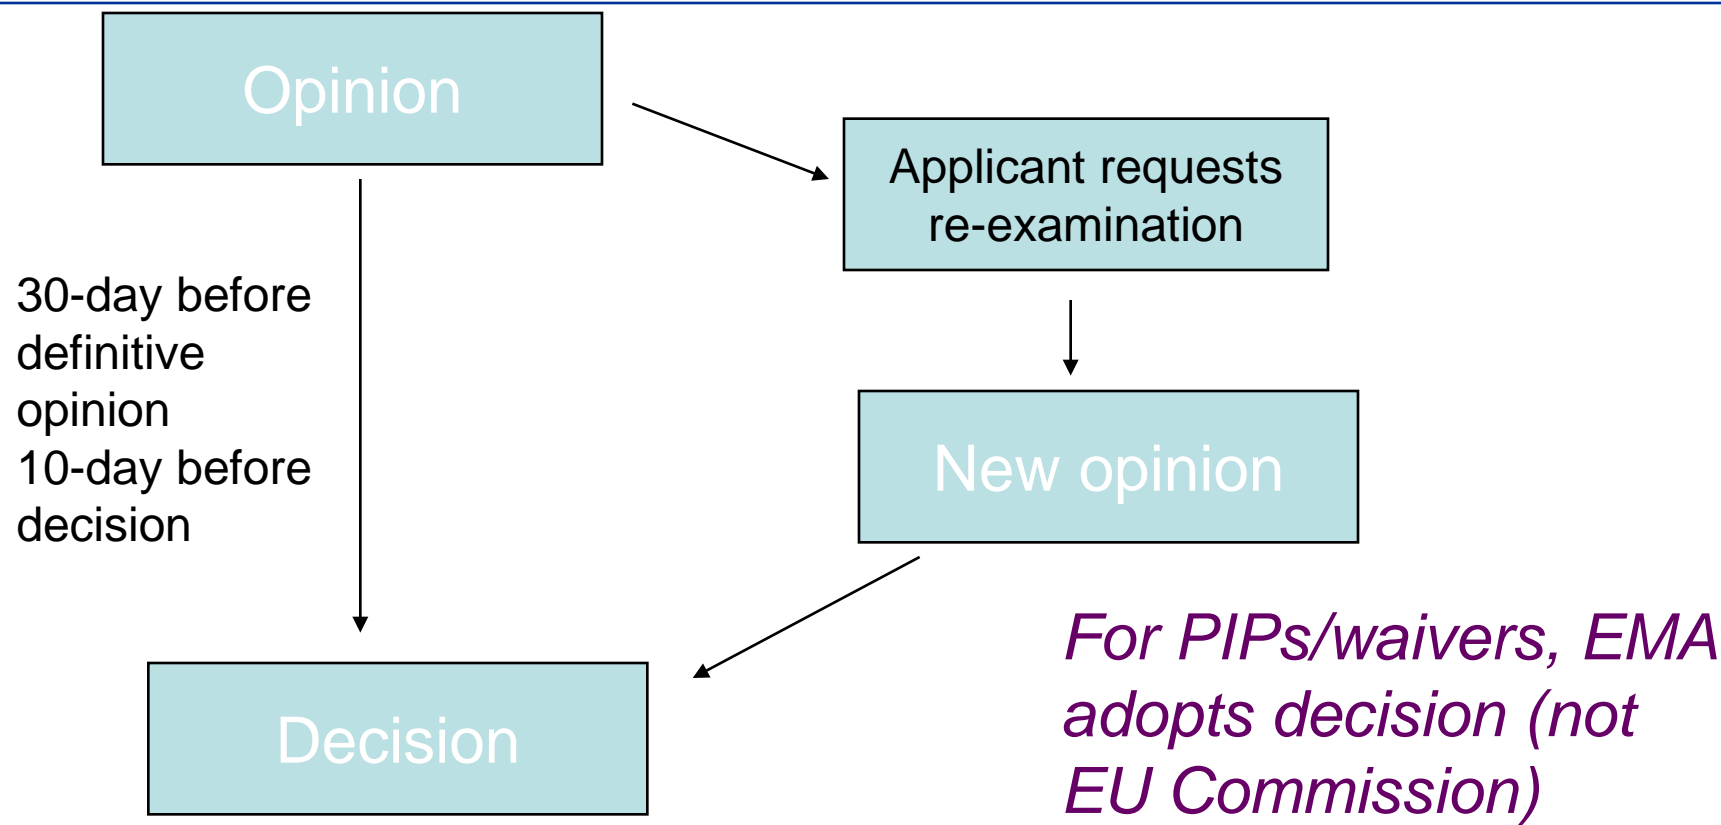 Opinion
Applicant requests
re-examination
30-day before
definitive
opinion
10-day before
decision
New opinion
Decision
For PIPs/waivers, EMA
adopts decision (not
EU Commission)